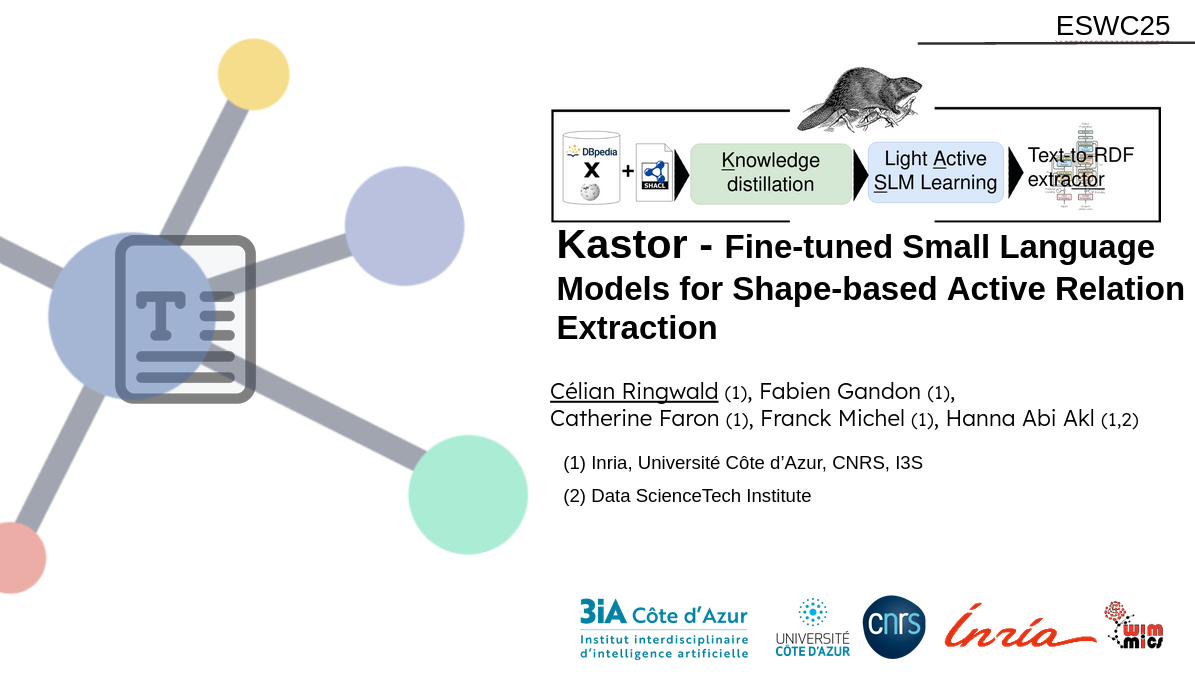 ESWC25
DBpedia
X
+
SHACL
Knowledge
distillation
Light Active
SLM Learning
Text-to-RDF
extractor
Kastor - Fine-tuned Small Language
Models for Shape-based Active Relation
Extraction
T
Célian Ringwald (1), Fabien Gandon (1),
Catherine Faron (1), Franck Michel (1), Hanna Abi Akl (1,2)
(1) Inria, Université Côte d’Azur, CNRS, I3S
(2) Data ScienceTech Institute
3iA Côte d’Azur
Institut interdisciplinaire
d’intelligence artificielle
UNIVERSITÉ
CÔTE D'AZUR
cnrs
Inria
wim
mics